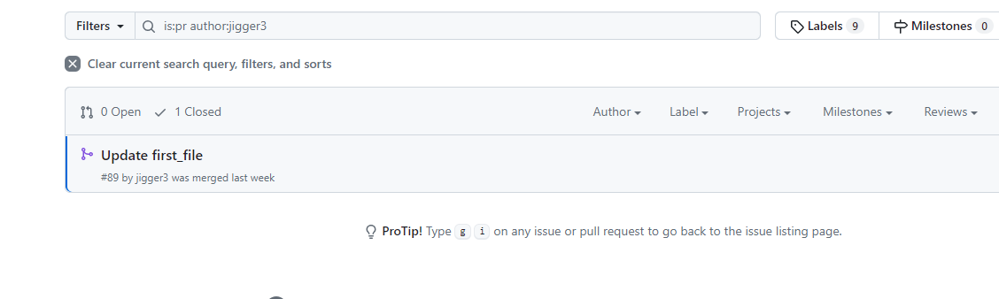 Filters is:pr author:jigger3 Labels 9 Milestones 0
Clear current search query, filters, and sorts
0 Open 1 Closed Author Label Projects Milestones Reviews
Update first_file
#89 by jigger3 was merged last week
ProTip! Type g i on any issue or pull request to go back to the issue listing page.